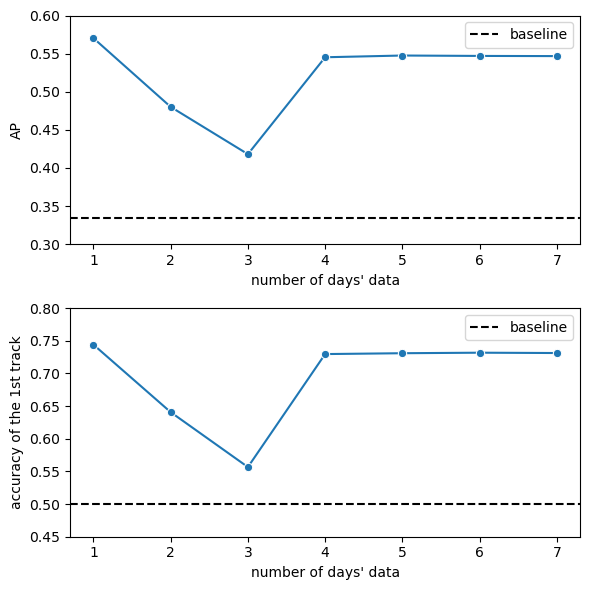 0.60
0.55
0.50
0.45
0.40
0.35
0.30
AP
baseline
1 2 3 4 5 6 7
number of days' data
0.80
0.75
0.70
0.65
0.60
0.55
0.50
0.45
accuracy of the 1st track
baseline
1 2 3 4 5 6 7
number of days' data